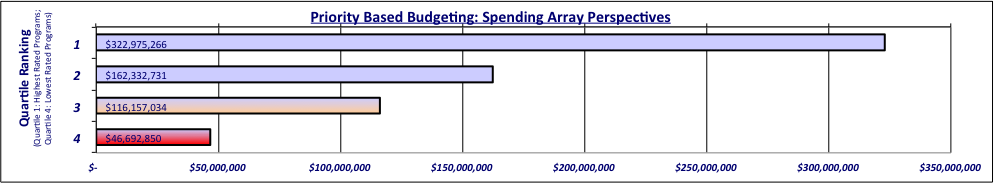 Priority Based Budgeting: Spending Array Perspectives
Quartile Ranking
(Quartile 1: Highest Rated Programs;
Quartile 4: Lowest Rated Programs)
1
$322,975,266
2
$162,332,731
3
$116,157,034
4
$46,692,850
$- $50,000,000 $100,000,000 $150,000,000 $200,000,000 $250,000,000 $300,000,000 $350,000,000